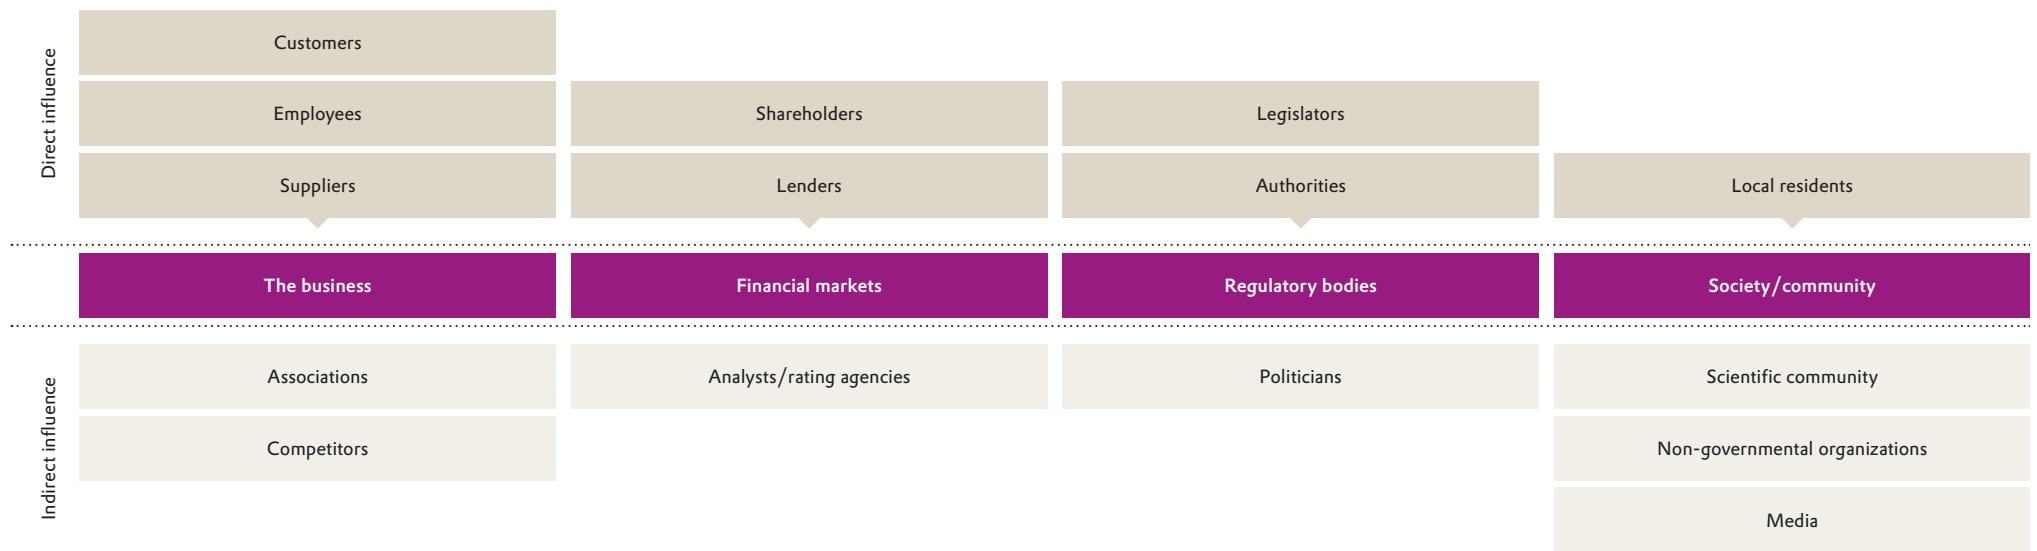 Direct influence
Customers
Employees
Shareholders
Legislators
Suppliers
Lenders
Authorities
Local residents
The business
Financial markets
Regulatory bodies
Society/community
Indirect influence
Associations
Analysts/rating agencies
Politicians
Scientific community
Competitors
Non-governmental organizations
Media